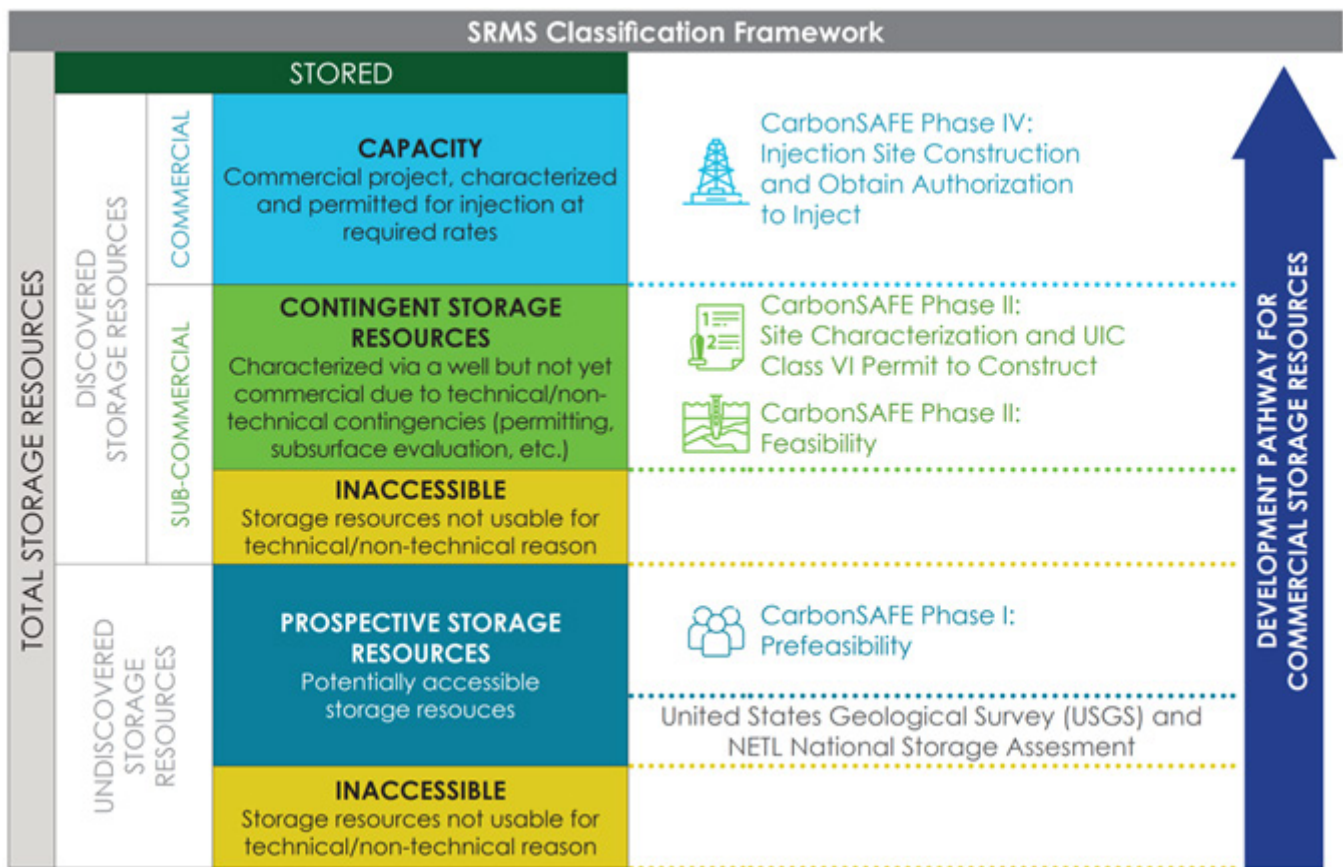 SRMS Classification Framework
TOTAL STORAGE RESOURCES
STORED
DISCOVERED
STORAGE RESOURCES
COMMERCIAL
CAPACITY
Commercial project, characterized
and permitted for injection at
required rates
CarbonSAFE Phase IV:
Injection Site Construction
and Obtain Authorization
to Inject
SUB-COMMERCIAL
CONTINGENT STORAGE
RESOURCES
Characterized via a well but not yet
commercial due to technical/non-
technical contingencies (permitting,
subsurface evaluation, etc.)
1
2
CarbonSAFE Phase II:
Site Characterization and UIC
Class VI Permit to Construct
CarbonSAFE Phase II:
Feasibility
INACCESSIBLE
Storage resources not usable for
technical/non-technical reason
UNDISCOVERED
STORAGE
RESOURCES
PROSPECTIVE STORAGE
RESOURCES
Potentially accessible
storage resouces
CarbonSAFE Phase I:
Prefeasibility
United States Geological Survey (USGS) and
NETL National Storage Assesment
INACCESSIBLE
Storage resources not usable for
technical/non-technical reason
DEVELOPMENT PATHWAY FOR
COMMERCIAL STORAGE RESOURCES